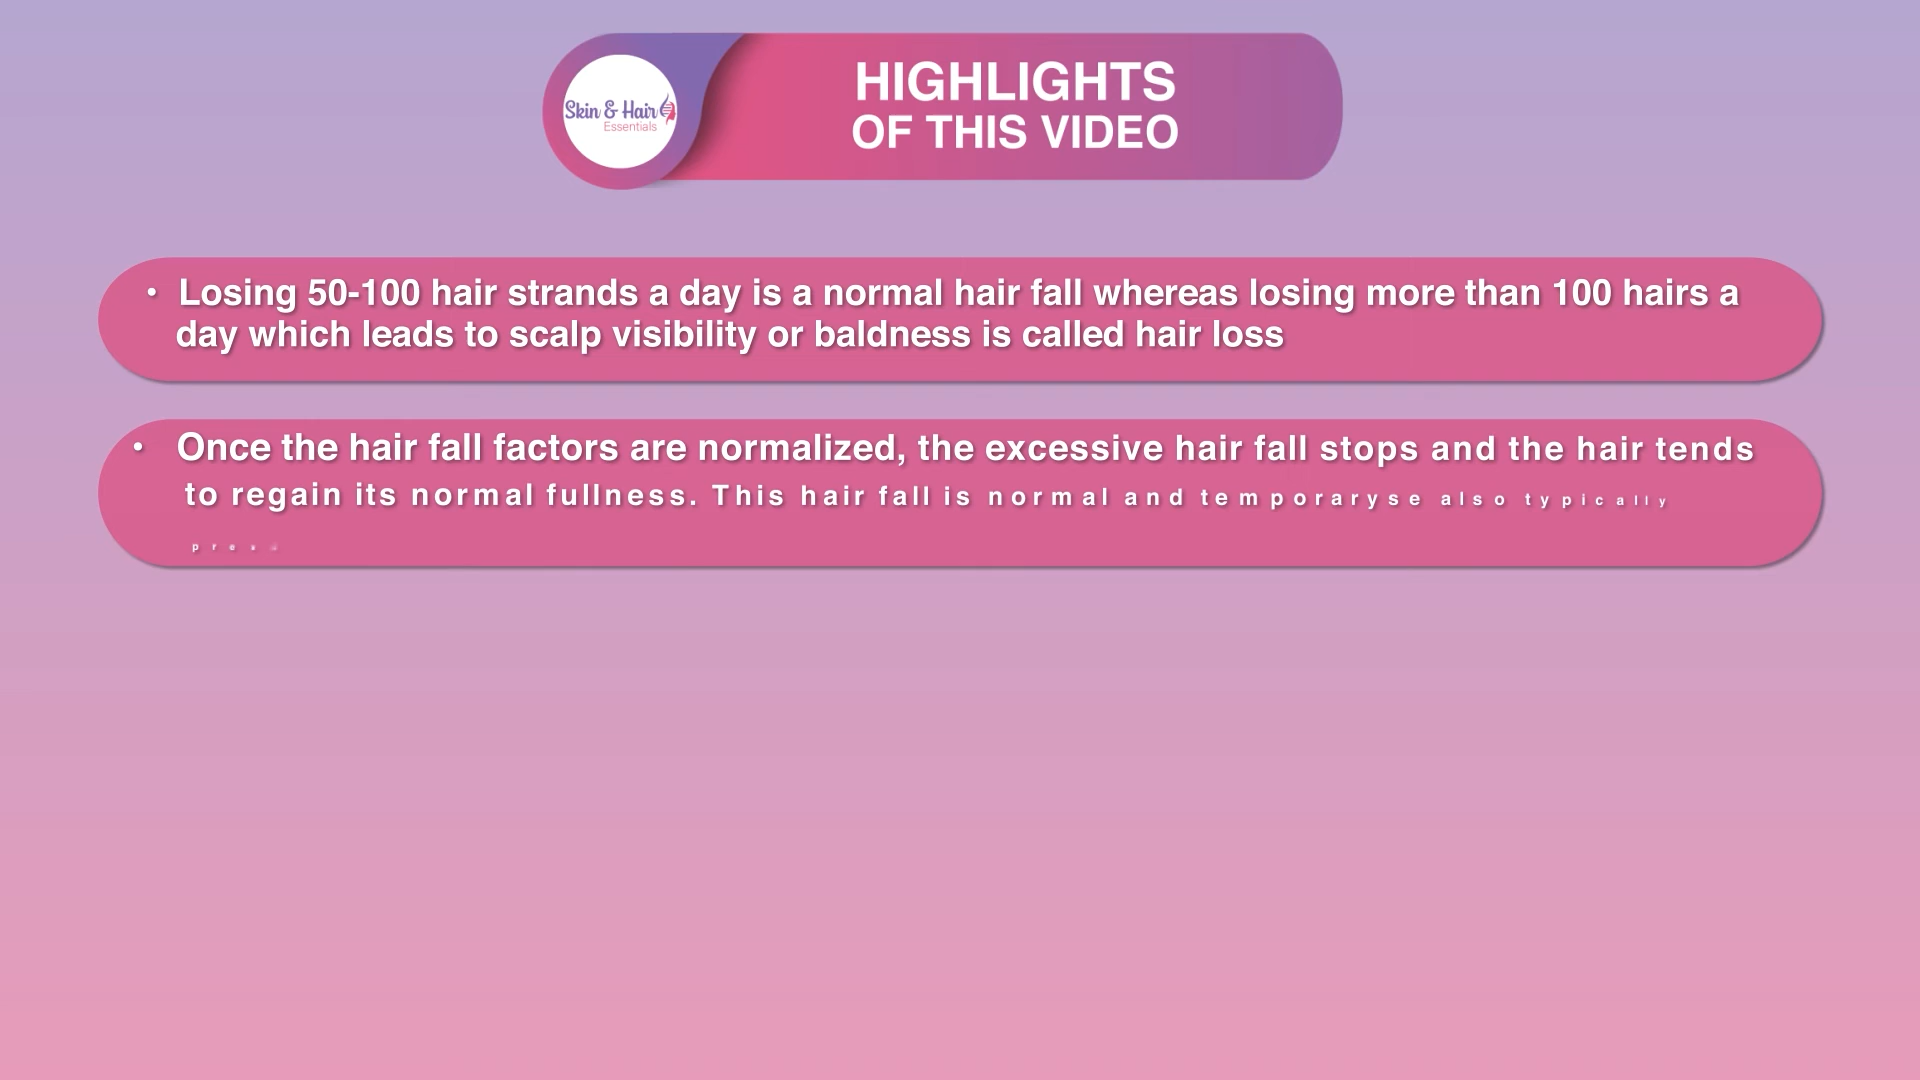 Skin & Hair
Essentials
HIGHLIGHTS
OF THIS VIDEO
• Losing 50-100 hair strands a day is a normal hair fall whereas losing more than 100 hairs a
day which leads to scalp visibility or baldness is called hair loss
• Once the hair fall factors are normalized, the excessive hair fall stops and the hair tends
to regain its normal fullness. This hair fall is normal and temporaryse also typically